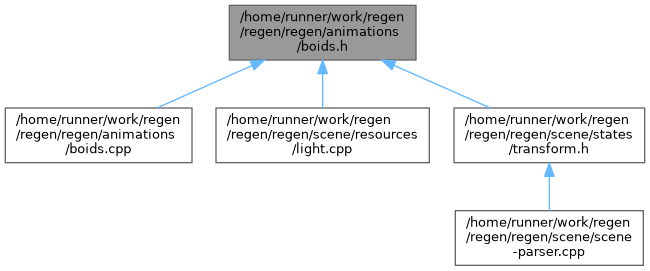 /home/runner/work/regen
/regen/regen/animations
/boids.h
/home/runner/work/regen
/regen/regen/animations
/boids.cpp
/home/runner/work/regen
/regen/regen/scene/resources
/light.cpp
/home/runner/work/regen
/regen/regen/scene/states
/transform.h
/home/runner/work/regen
/regen/regen/scene/scene
-parser.cpp